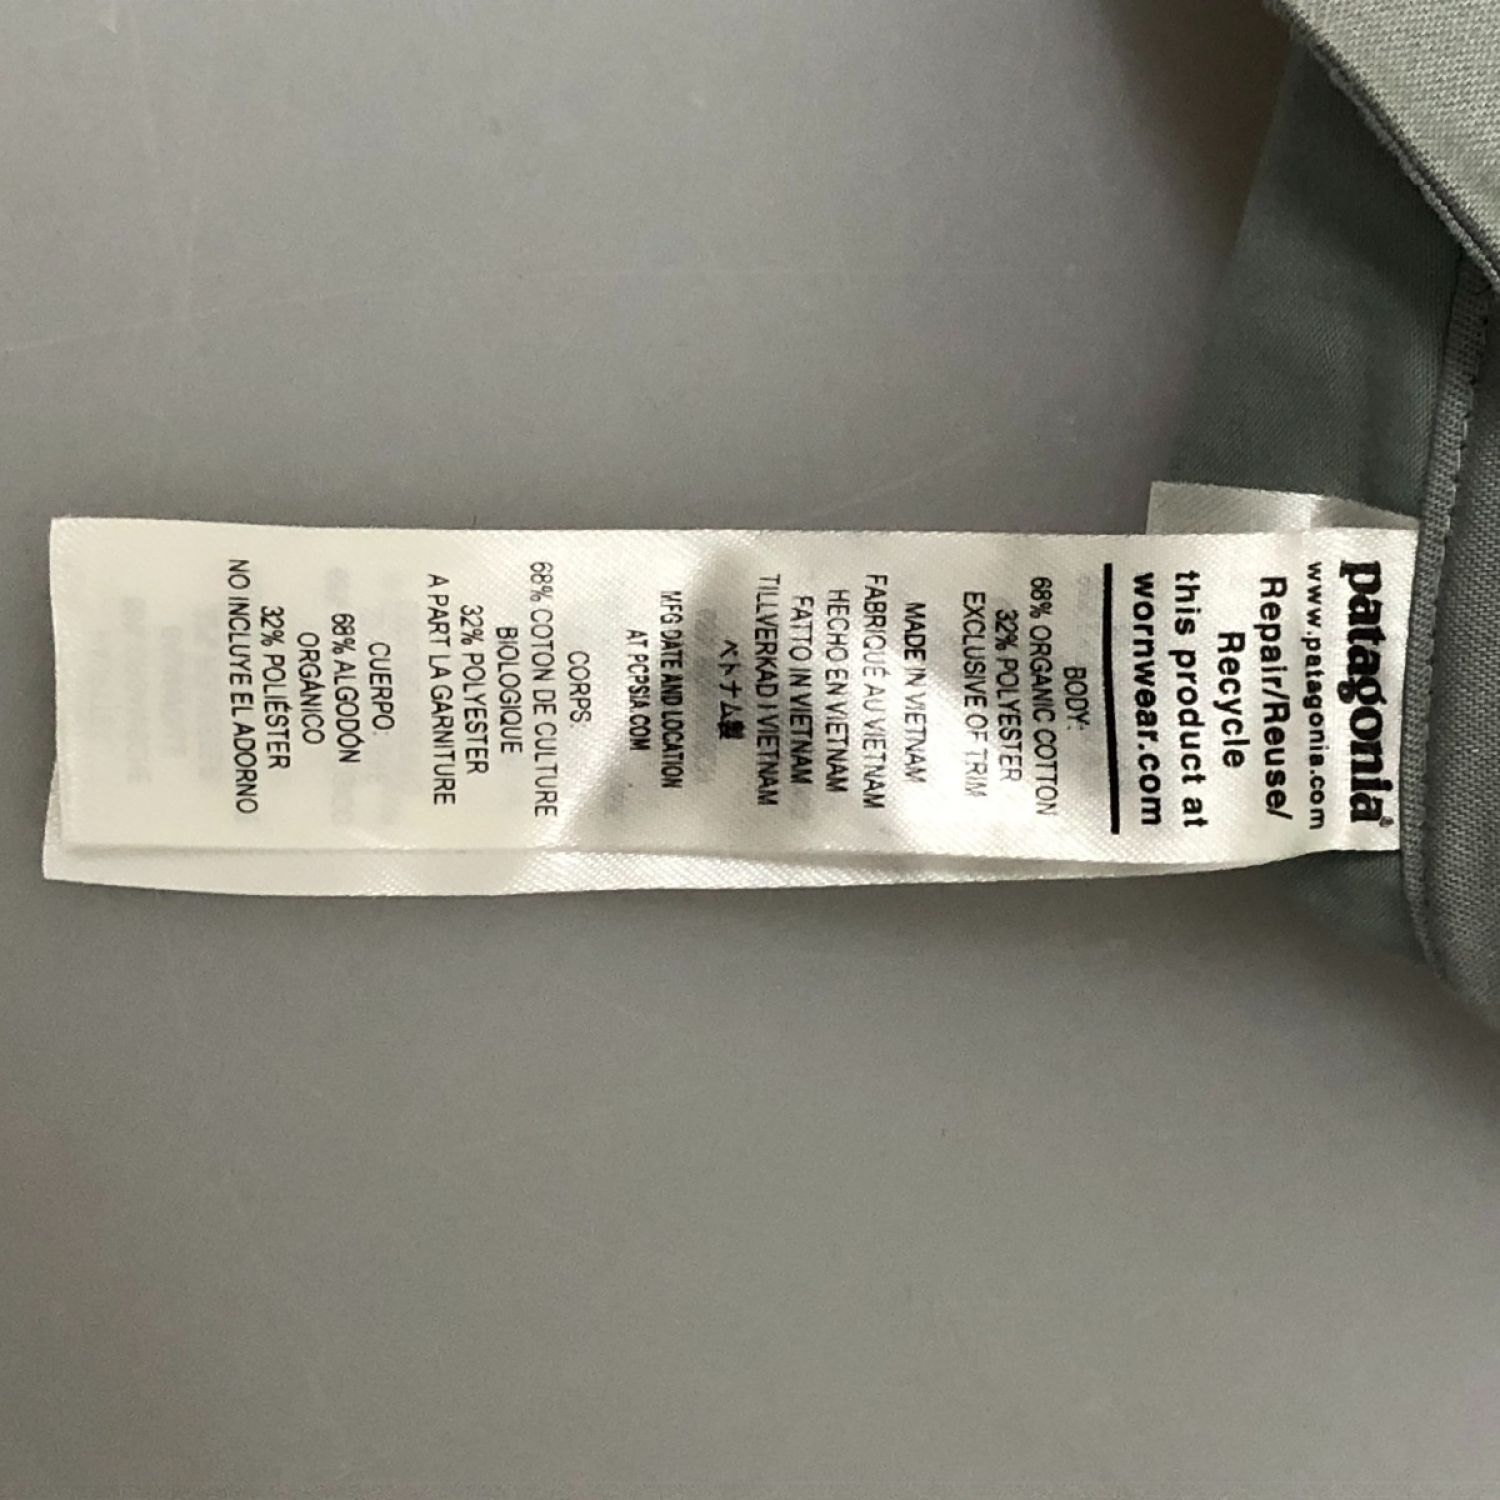 patagonia®
www.patagonia.com
Repair/Reuse/
Recycle
this product at
wornwear.com
BODY:
68% ORGANIC COTTON
32% POLYESTER
EXCLUSIVE OF TRIM
MADE IN VIETNAM
FABRIQUÉ AU VIETNAM
HECHO EN VIETNAM
FATTO IN VIETNAM
TILLVERKAD I VIETNAM
ベトナム製
MFG DATE AND LOCATION
AT PCPSIA.COM
CORPS:
68% COTON DE CULTURE
BIOLOGIQUE
32% POLYESTER
A PART LA GARNITURE
CUERPO:
68% ALGODÓN
ORGÁNICO
32% POLIÉSTER
NO INCLUYE EL ADORNO